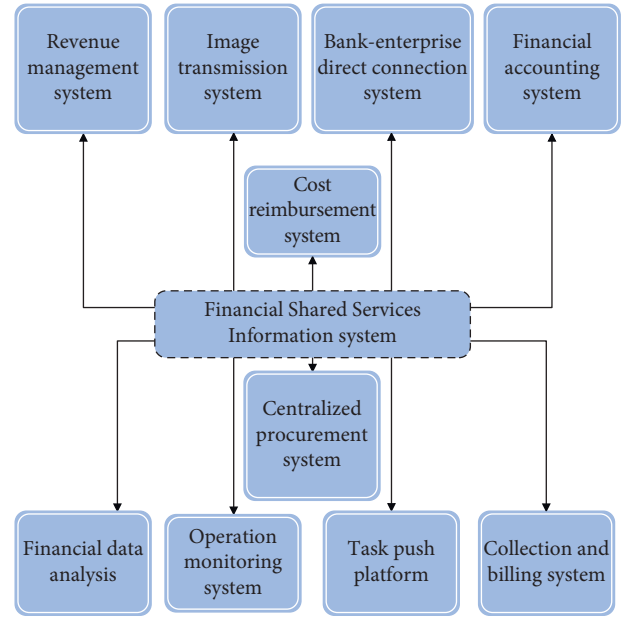 Revenue
management
system
Image
transmission
system
Bank-enterprise
direct connection
system
Financial
accounting
system
Cost
reimbursement
system
Financial Shared Services
Information system
Centralized
procurement
system
Financial data
analysis
Operation
monitoring
system
Task push
platform
Collection and
billing system